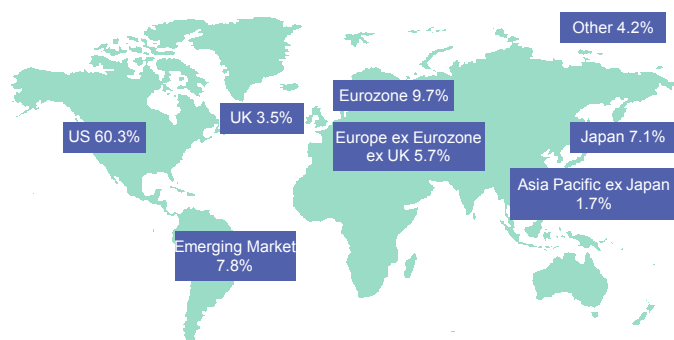 Other 4.2%
Eurozone 9.7%
UK 3.5%
US 60.3%
Europe ex Eurozone
ex UK 5.7%
Japan 7.1%
Asia Pacific ex Japan
1.7%
Emerging Market
7.8%